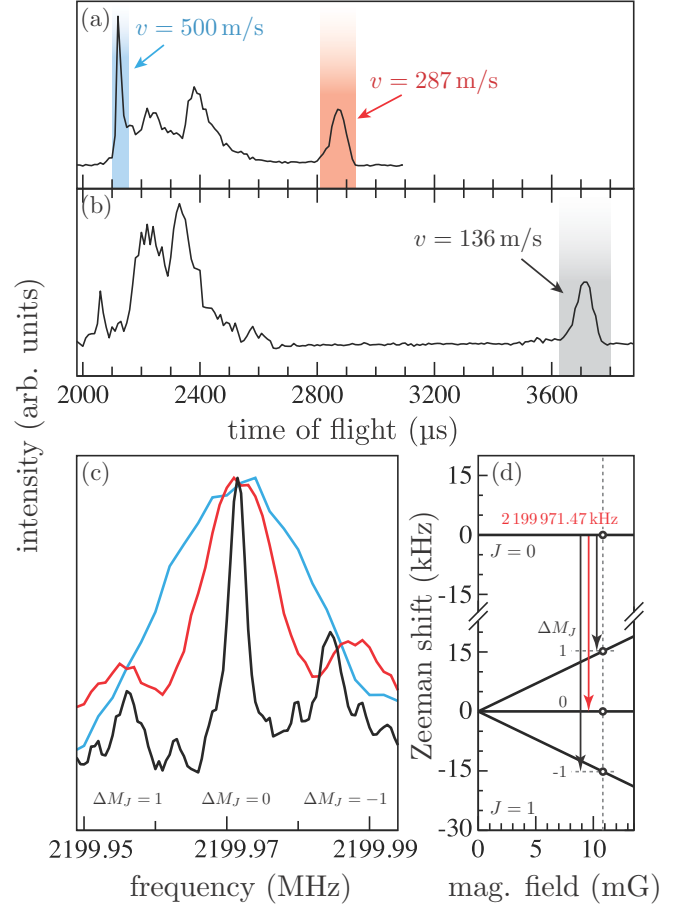 (a)
v = 500 m/s
v = 287 m/s
(b)
v = 136 m/s
2000 2400 2800 3200 3600
time of flight (µs)
intensity (arb. units)
(c)
ΔM_J = 1 ΔM_J = 0 ΔM_J = −1
2199.95 2199.97 2199.99
frequency (MHz)
(d)
15
2 199 971.47 kHz
0
J = 0
-15
ΔM_J
15
1
0
0
-15
-1
J = 1
-30
0 5 10
mag. field (mG)
Zeeman shift (kHz)